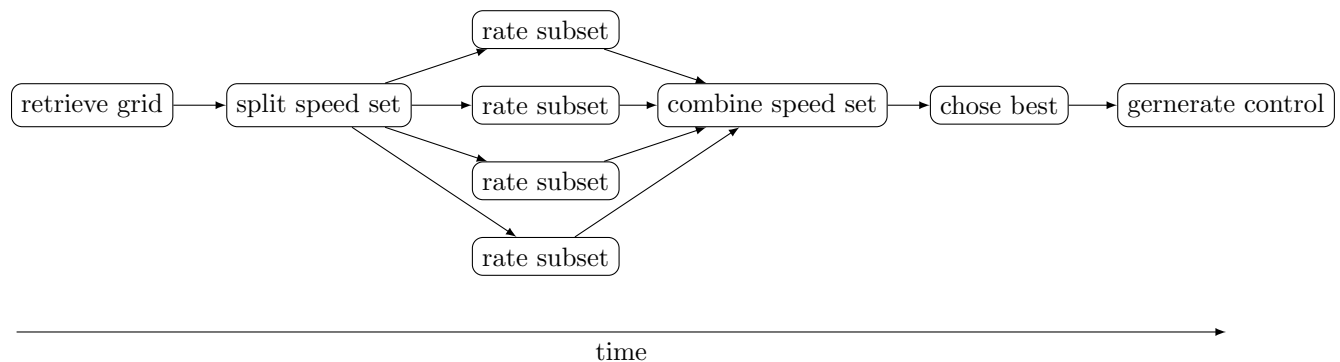 rate subset
retrieve grid
split speed set
rate subset
combine speed set
chose best
gernerate control
rate subset
rate subset
time